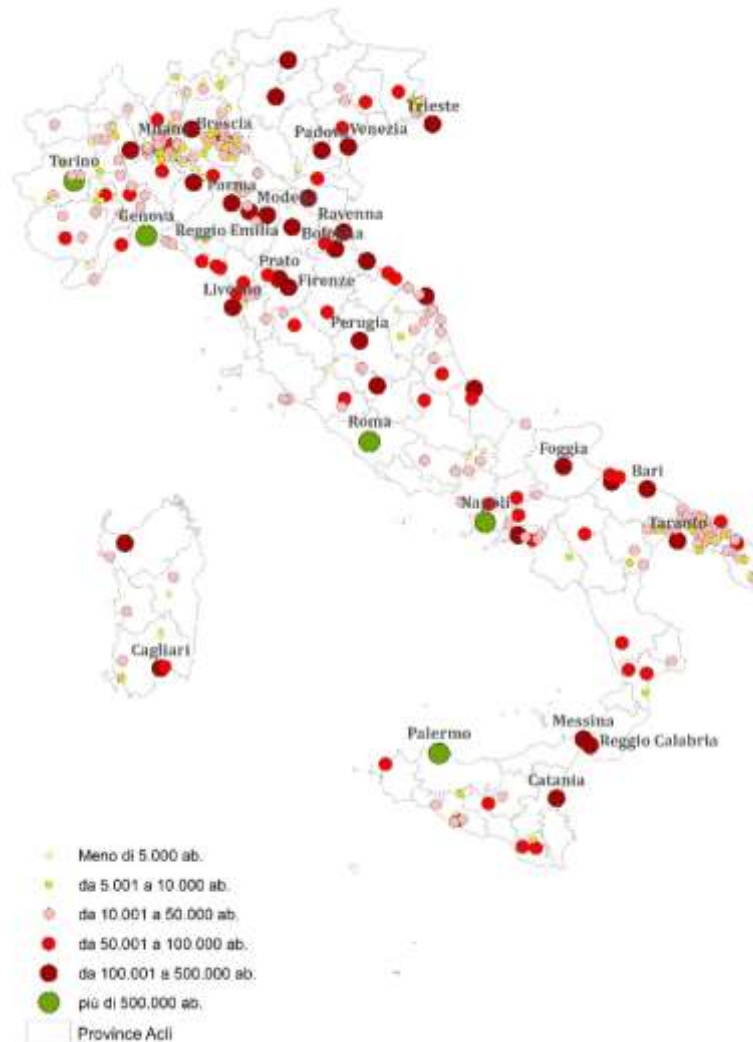 Trieste
Milano Brescia
Padova Venezia
Torino
Parma
Mode
Genova
Ravenna
Reggio Emilia
Bologna
Prato
Firenze
Livorno
Perugia
Roma
Foggia
Bari
Napoli
Taranto
Cagliari
Messina
Palermo
Reggio Calabria
Catania
Meno di 5.000 ab.
da 5.001 a 10.000 ab.
da 10.001 a 50.000 ab.
da 50.001 a 100.000 ab.
da 100.001 a 500.000 ab.
più di 500.000 ab.
Province Acli